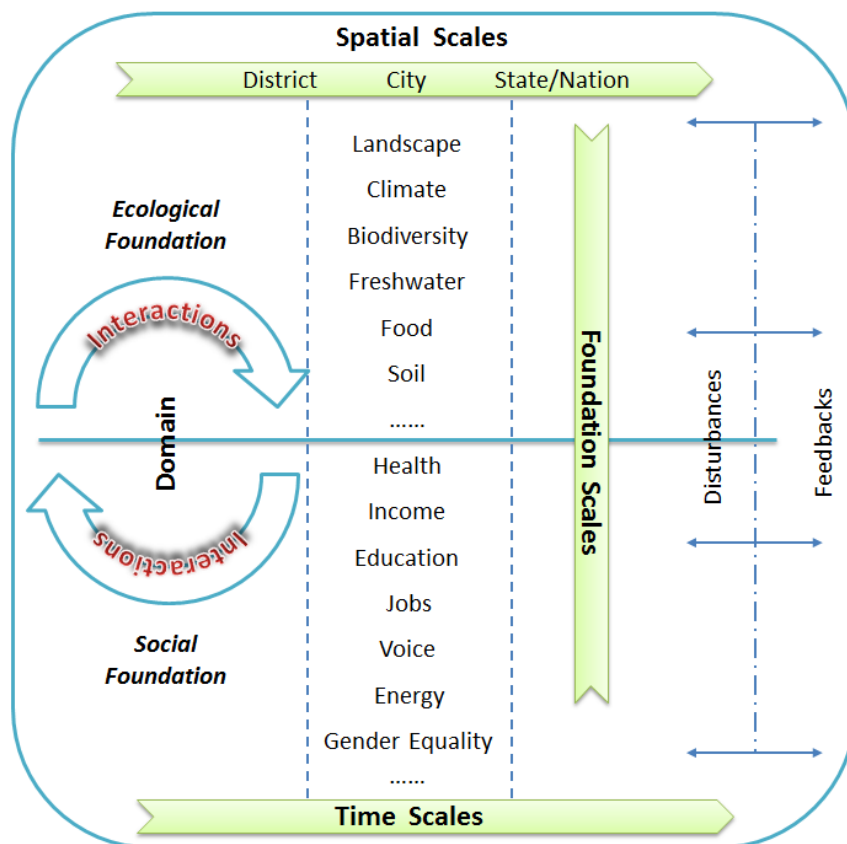 Spatial Scales
District City State/Nation
Landscape
Climate
Biodiversity
Freshwater
Food
Soil
......
Health
Income
Education
Jobs
Voice
Energy
Gender Equality
......
Ecological
Foundation
Interactions
Domain
Interactions
Social
Foundation
Foundation Scales
Disturbances
Feedbacks
Time Scales